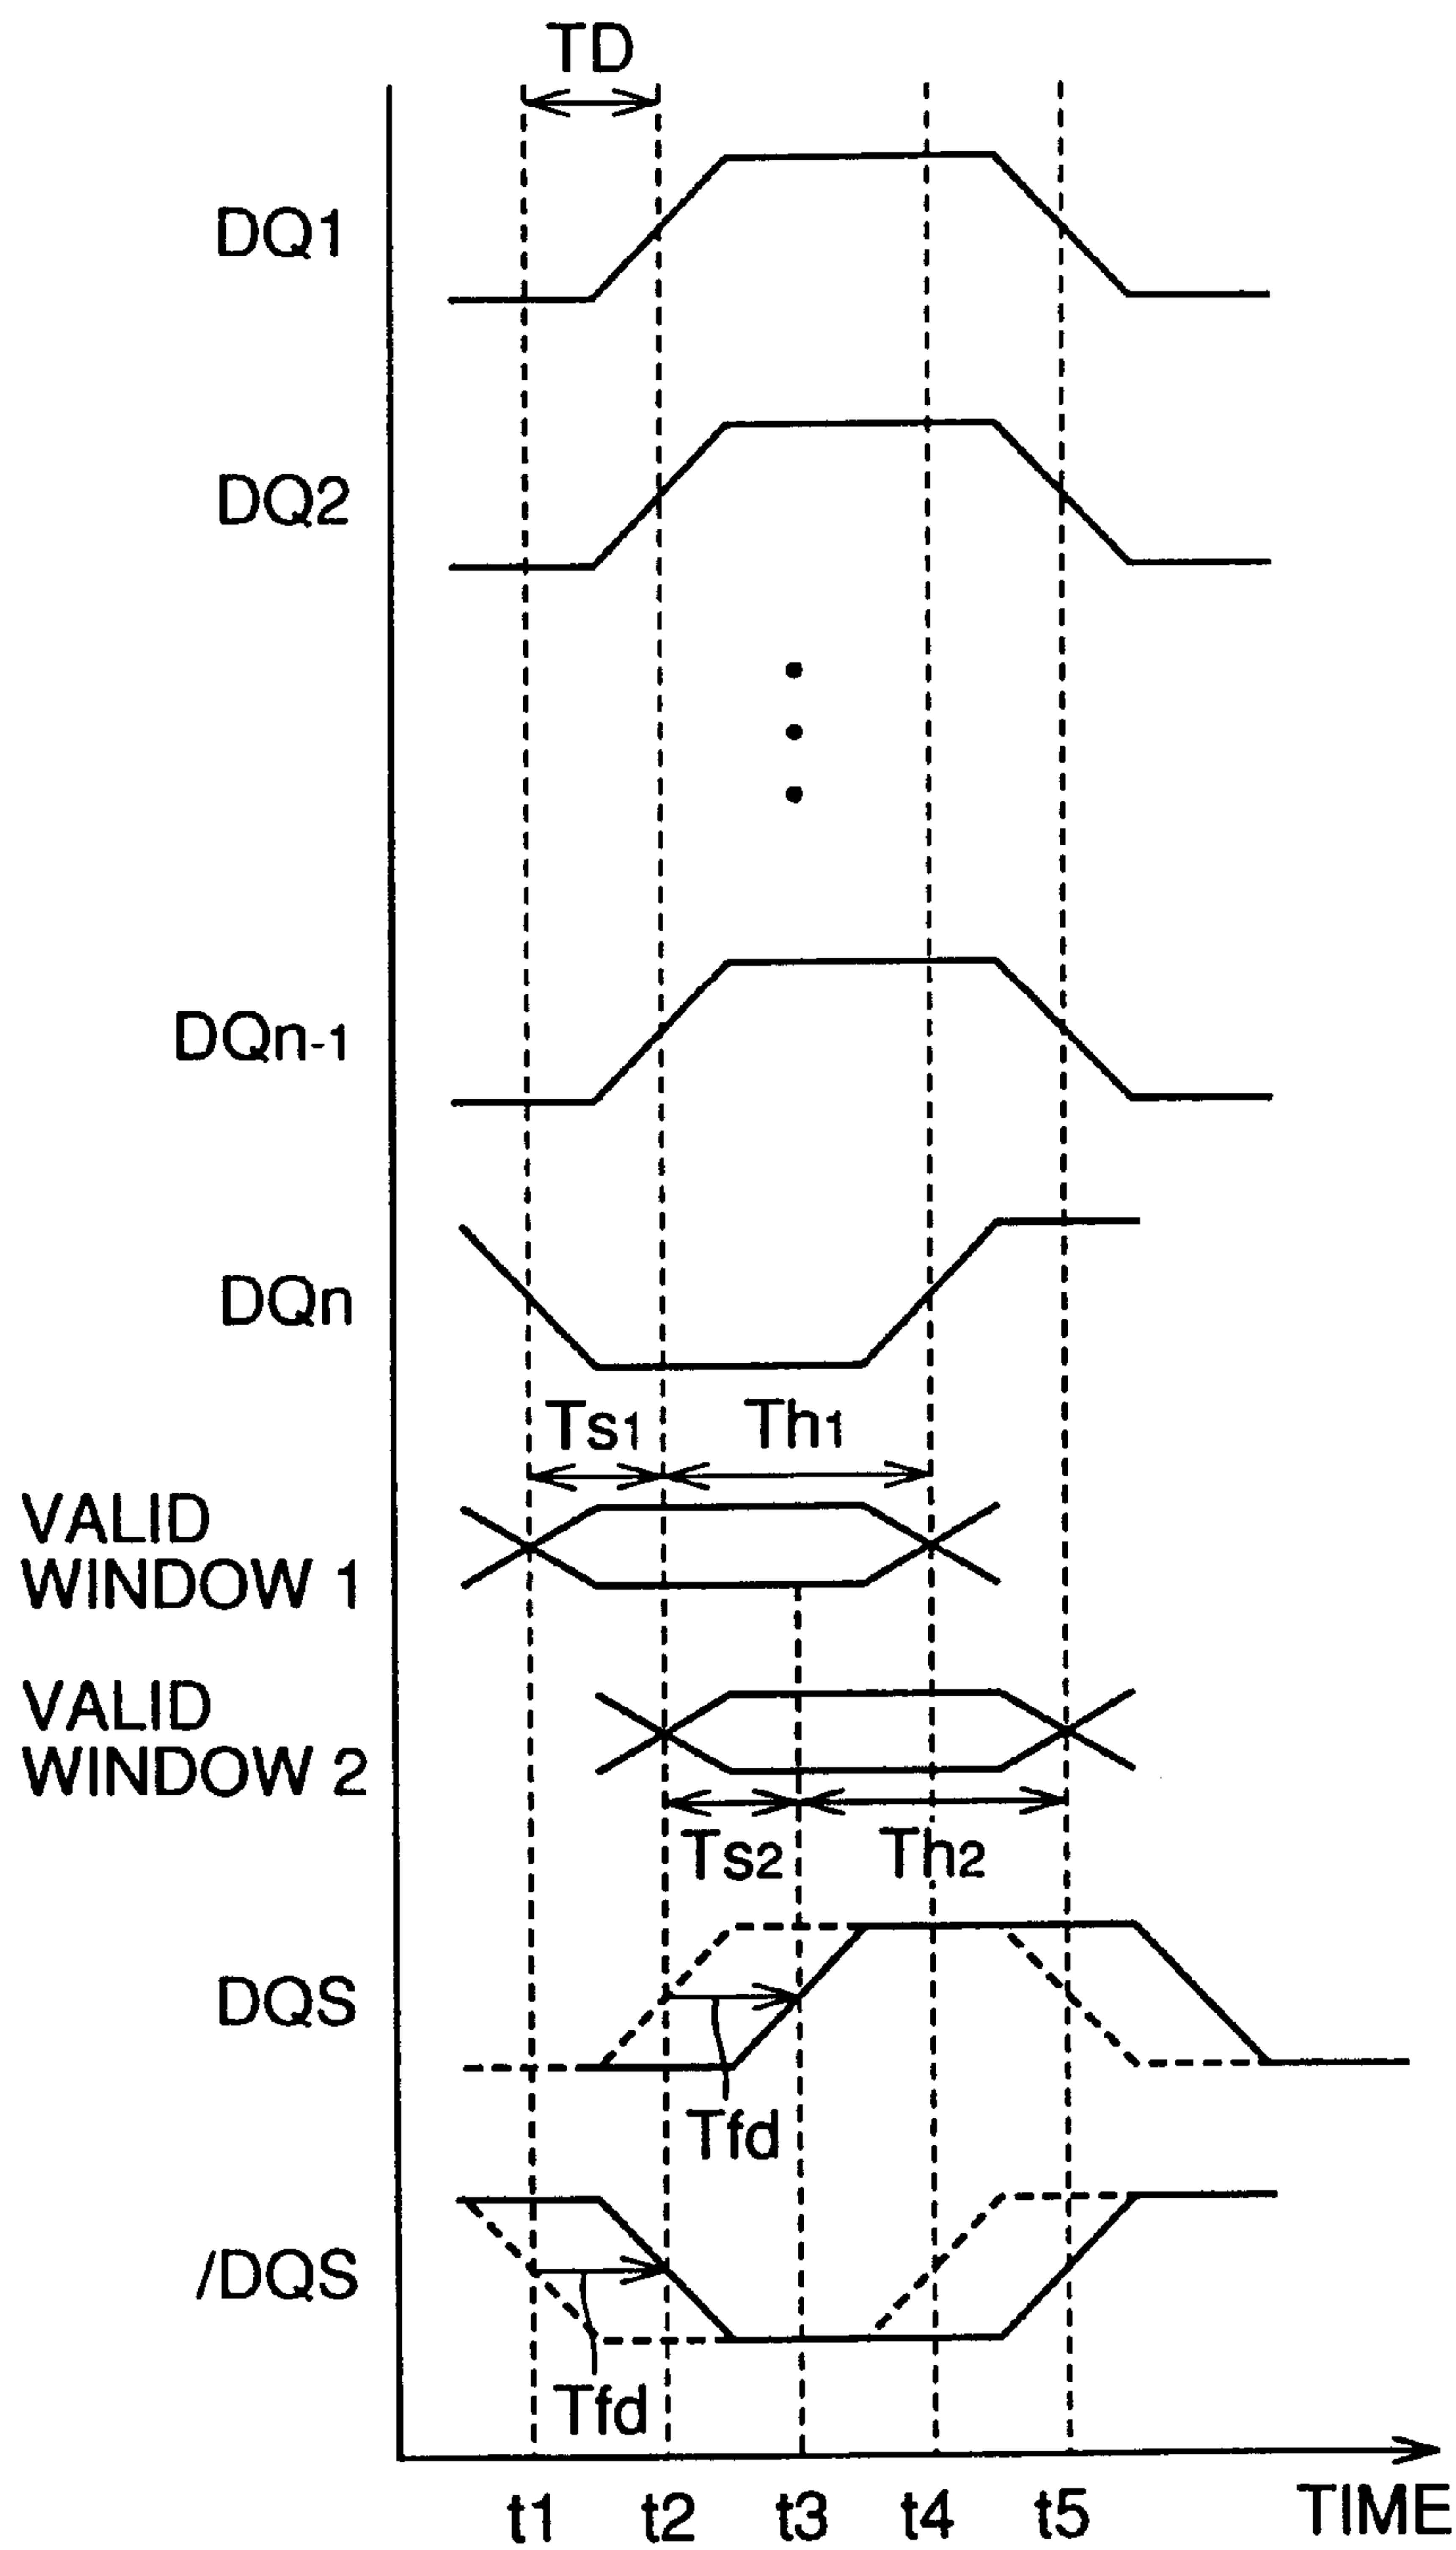 TD
DQ1
DQ2
DQn-1
DQn
Ts1 Th1
VALID
WINDOW 1
VALID
WINDOW 2
Ts2 Th2
DQS
Tfd
/DQS
Tfd
t1 t2 t3 t4 t5 TIME